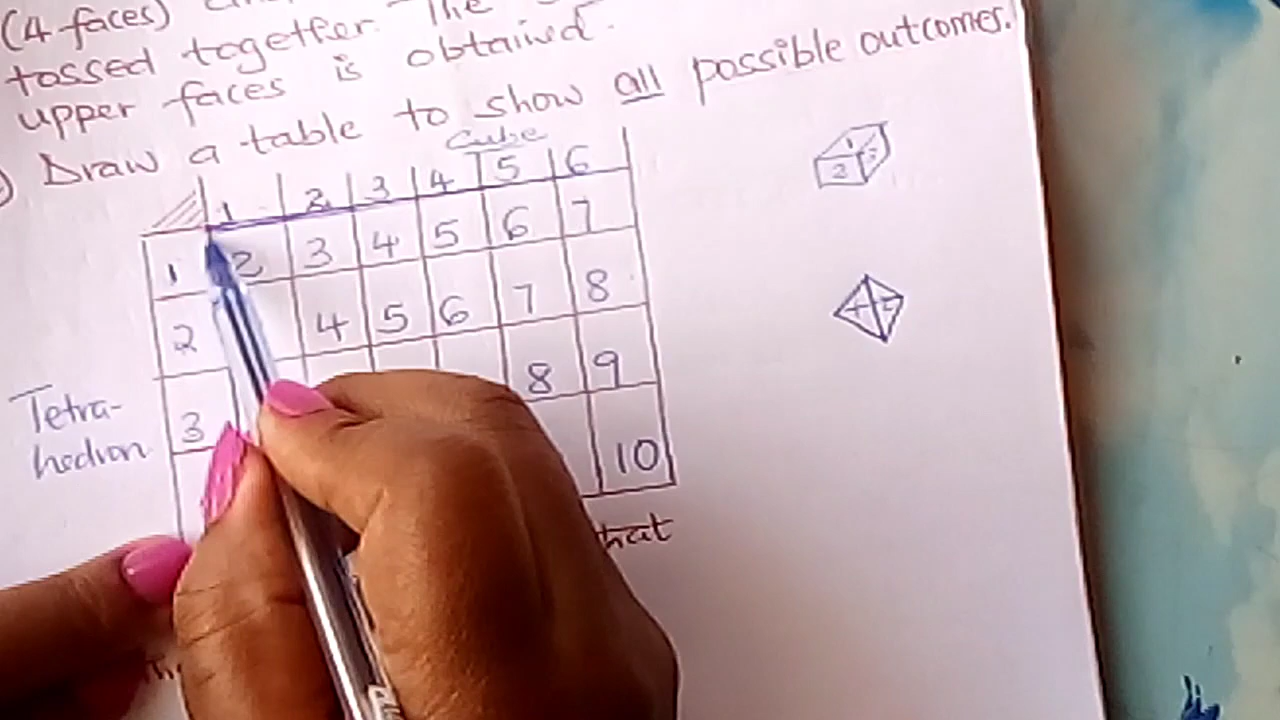 (4 faces)
tossed together. The
upper faces is obtained.
) Draw a table to show all possible outcomes.
Cube
1 2 3 4 5 6
1 2 3 4 5 6 7
2 4 5 6 7 8
Tetra-
hedron
3 8 9
10
that
1 2